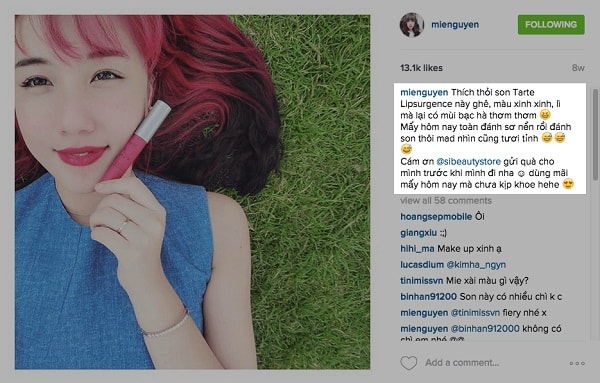 mienguyen
FOLLOWING
13.1k likes
8w
mienguyen Thích thỏi son Tarte
Lipsurgence này ghê, màu xinh xinh, lì
mà lại có mùi bạc hà thơm thơm 😄
Mấy hôm nay toàn đánh sơ nền rồi đánh
son thôi mad nhìn cũng tươi tỉnh 😅😅
😅
Cám ơn @sibeautystore gửi quà cho
mình trước khi mình đi nha ☺ dùng mãi
mấy hôm nay mà chưa kịp khoe hehe 😍
view all 58 comments
hoangsepmobile Ôi
giangxiu :;)
hihi_ma Make up xinh ạ
lucasdium @kimha_ngyn
tinimissvn Mie xài màu gì vậy?
binhan91200 Son này có nhiều chì k c
mienguyen @tinimissvn fiery nhé x
mienguyen @binhan912000 không có
chì em nhé @@
Add a comment...